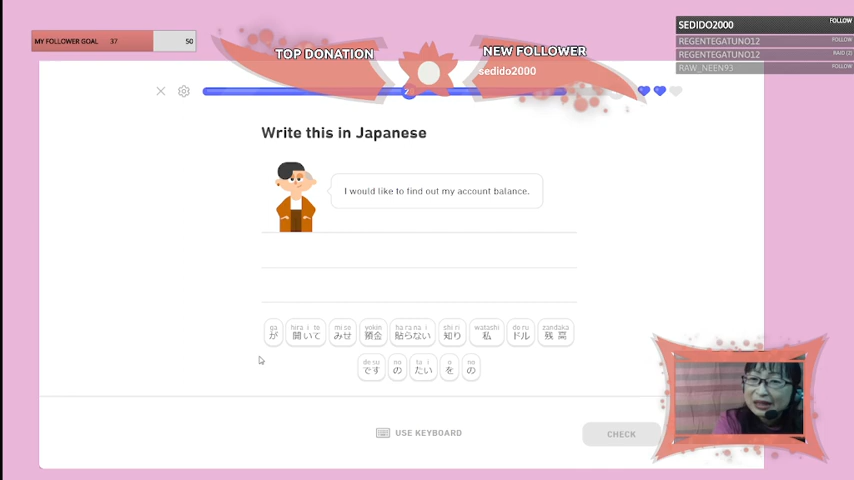 MY FOLLOWER GOAL 37 50
TOP DONATION
NEW FOLLOWER
sedido2000
SEDIDO2000 FOLLOW
REGENTEGATUNO12 FOLLOW
REGENTEGATUNO12 RAID (2)
RAW_NEEN93 FOLLOW
2
Write this in Japanese
I would like to find out my account balance.
ga hi ra i te mi se yokin ha ra na i shi ri watashi do ru zandaka
が 開いて みせ 預金 貼らない 知り 私 ドル 残高
de su no ta i o no
です の たい を の
USE KEYBOARD
CHECK